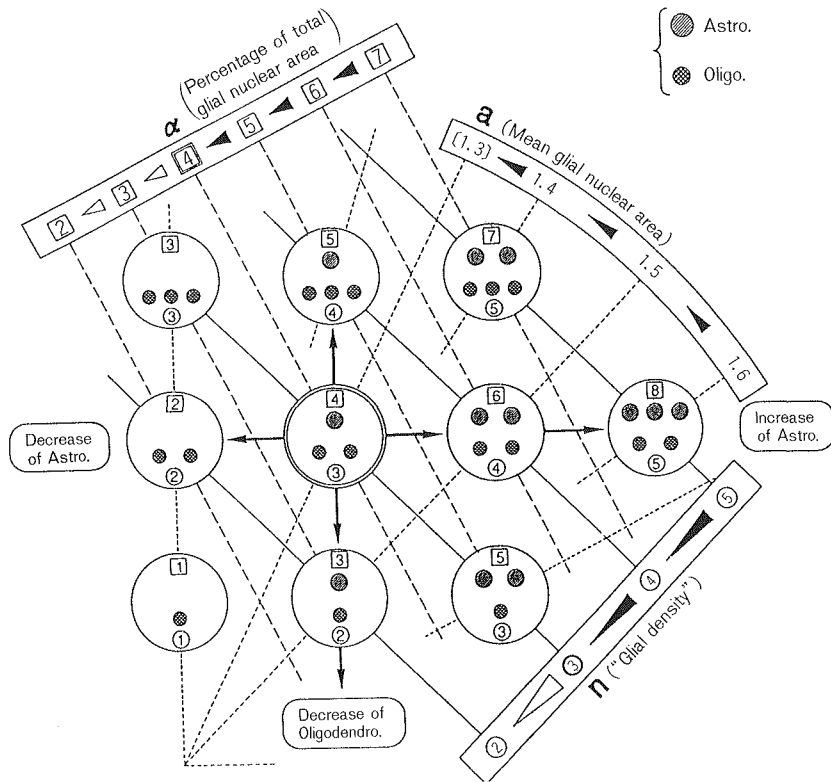 Astro.
Oligo.
α
(Percentage of total
glial nuclear area)
7
6
5
4
3
2
a (Mean glial nuclear area)
[1.3]
1.4
1.5
1.6
3
③
5
④
7
⑤
2
②
4
③
6
④
8
⑤
Decrease
of Astro.
Increase
of Astro.
1
①
3
②
5
③
Decrease of
Oligodendro.
②
③
④
⑤
n ("Glial density")